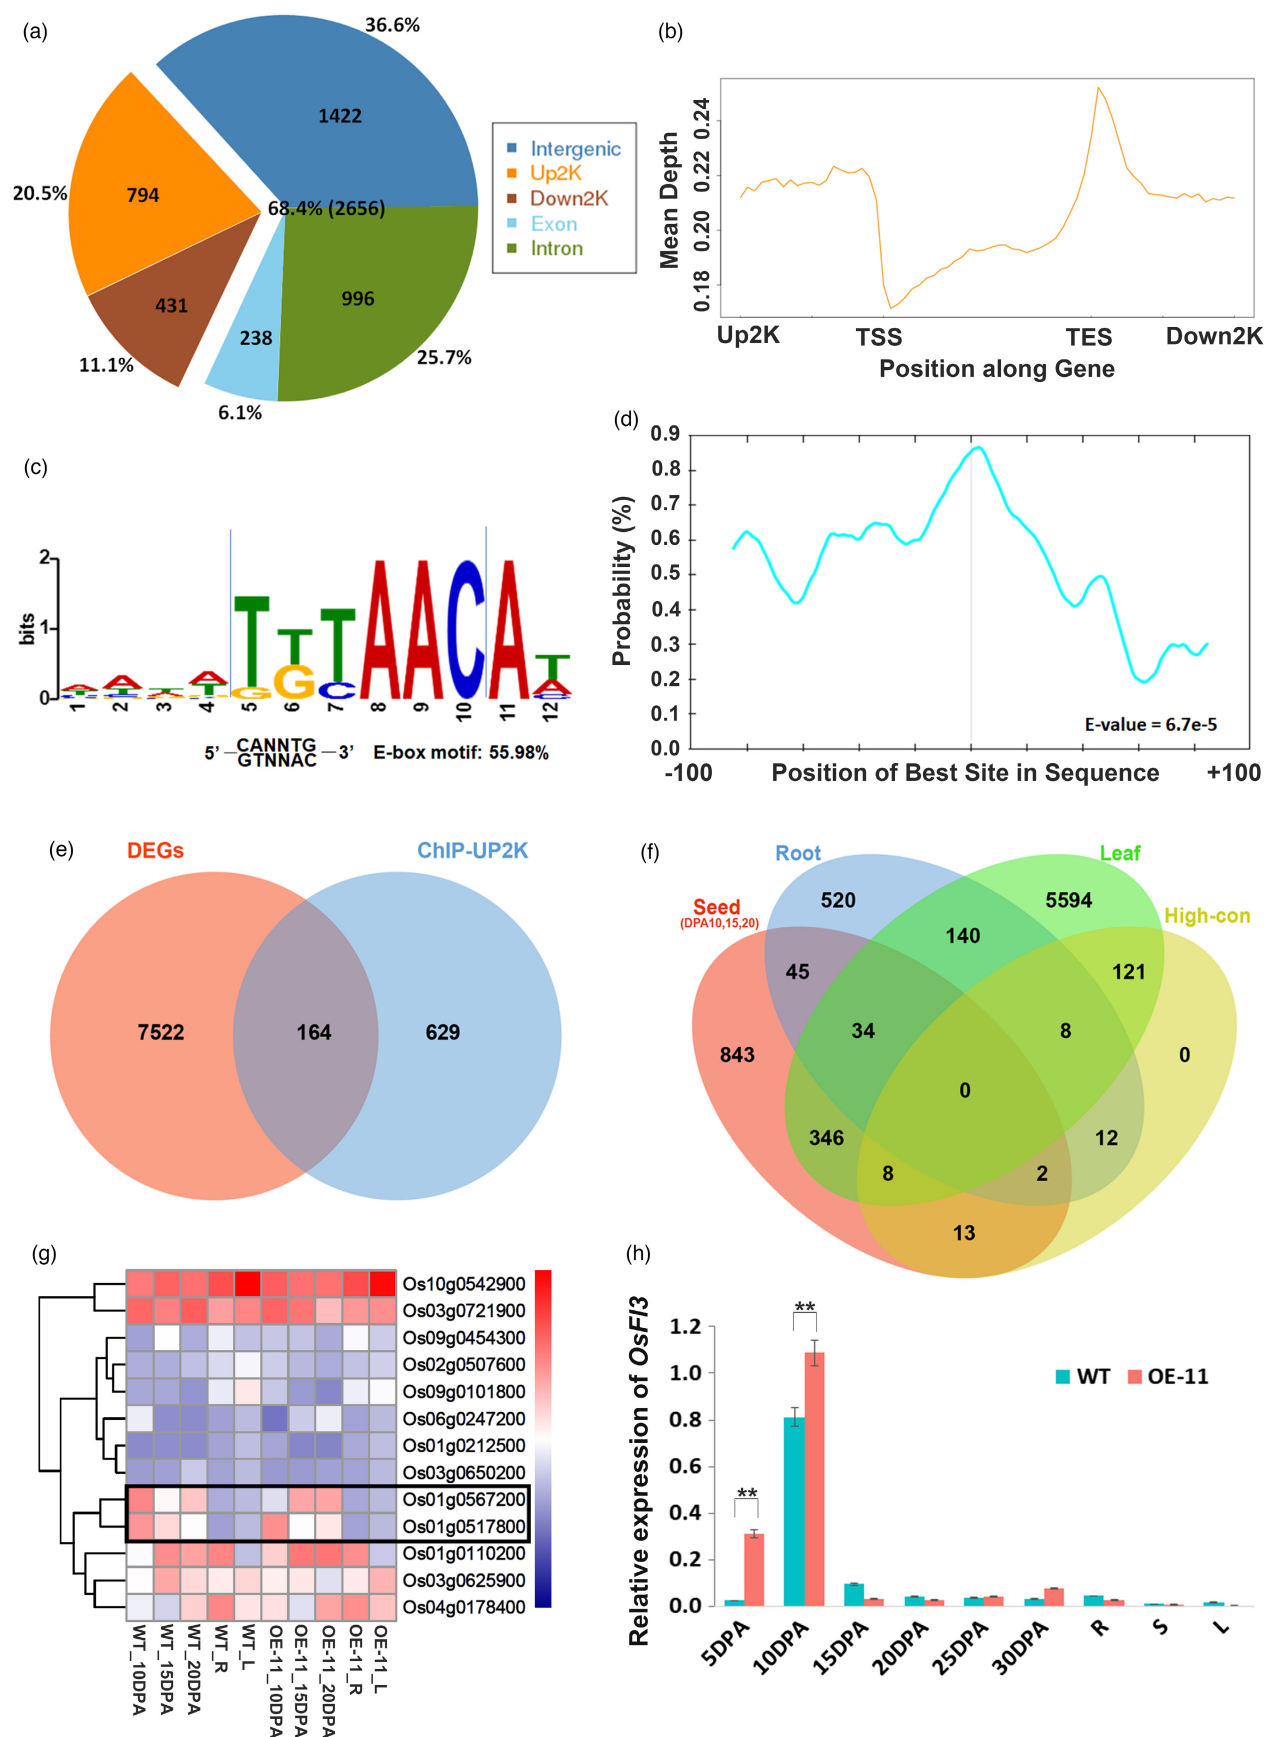 (a)
36.6%
1422
20.5%
794
68.4% (2656)
431
996
238
11.1%
25.7%
6.1%
Intergenic
Up2K
Down2K
Exon
Intron
(b)
Mean Depth
0.24
0.22
0.20
0.18
Up2K TSS TES Down2K
Position along Gene
(c)
bits
2
1
0
T G T G T C A A C A T A C
1 2 3 4 5 6 7 8 9 10 11 12
5’ CANNTG 3’ E-box motif: 55.98%
GTNNAC
(d)
Probability (%)
0.9
0.8
0.7
0.6
0.5
0.4
0.3
0.2
0.1
0.0
E-value = 6.7e-5
-100 Position of Best Site in Sequence +100
(e)
DEGs ChIP-UP2K
7522 164 629
(f)
Root Leaf
Seed
(DPA10,15,20)
High-con
520 5594
140
45 121
34 8
843 0
0
346 12
8 2
13
(g)
Os10g0542900
Os03g0721900
Os09g0454300
Os02g0507600
Os09g0101800
Os06g0247200
Os01g0212500
Os03g0650200
Os01g0567200
Os01g0517800
Os01g0110200
Os03g0625900
Os04g0178400
WT_10DPA
WT_15DPA
WT_20DPA
WT_R
WT_L
OE-11_10DPA
OE-11_15DPA
OE-11_20DPA
OE-11_R
OE-11_L
(h)
Relative expression of OsFl3
1.2
1.0
0.8
0.6
0.4
0.2
0.0
**
**
WT OE-11
5DPA
10DPA
15DPA
20DPA
25DPA
30DPA
R
S
L